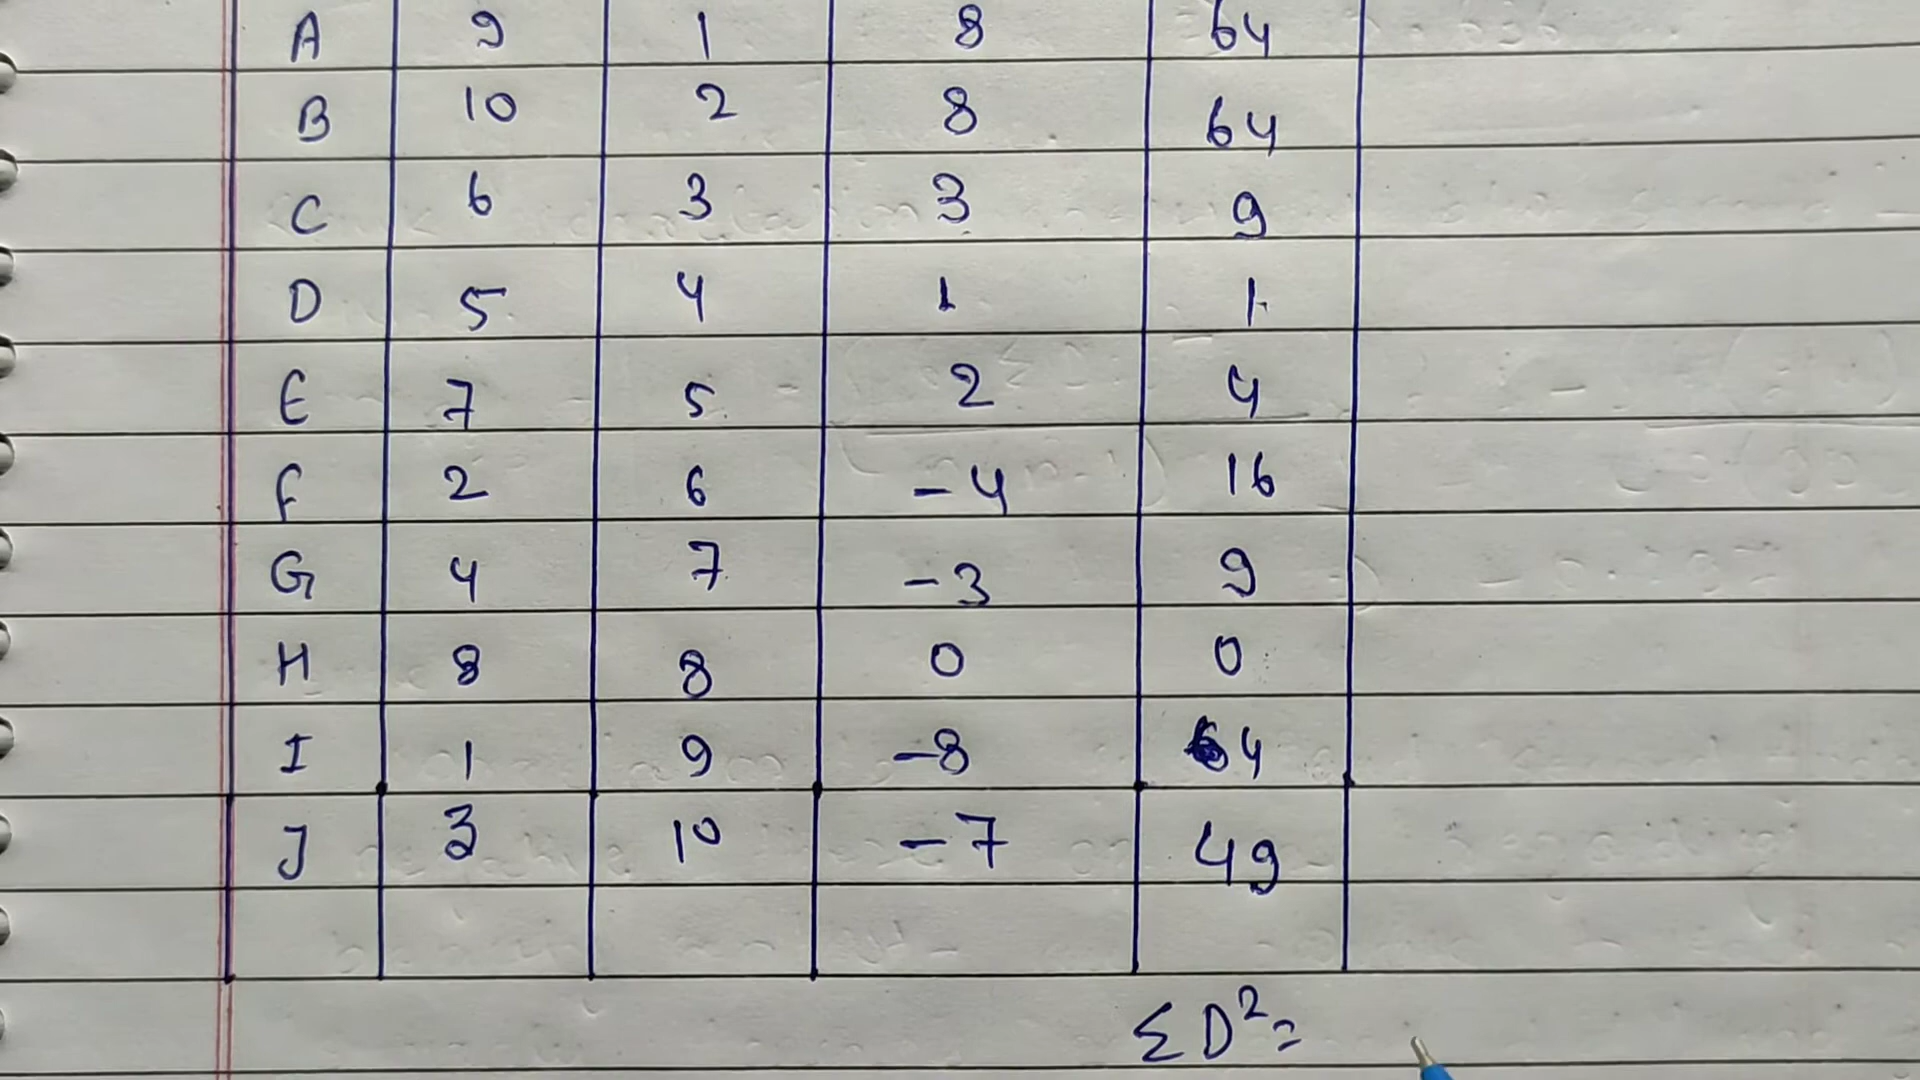 A 9 1 8 64
B 10 2 8 64
C 6 3 3 9
D 5 4 1 1
E 7 5 2 4
F 2 6 -4 16
G 4 7 -3 9
H 8 8 0 0
I 1 9 -8 64
J 3 10 -7 49
ΣD²=